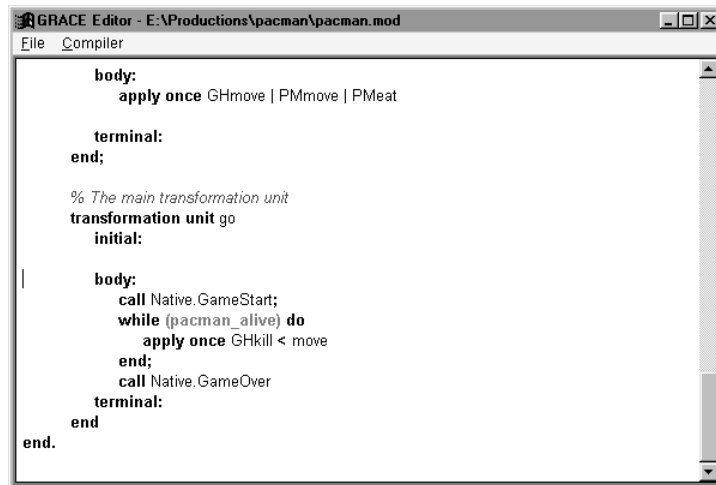 GRACE Editor - E:\Productions\pacman\pacman.mod
File Compiler
body:
apply once GHmove | PMmove | PMeat
terminal:
end;
% The main transformation unit
transformation unit go
initial:
body:
call Native.GameStart;
while (pacman_alive) do
apply once GHkill < move
end;
call Native.GameOver
terminal:
end
end.